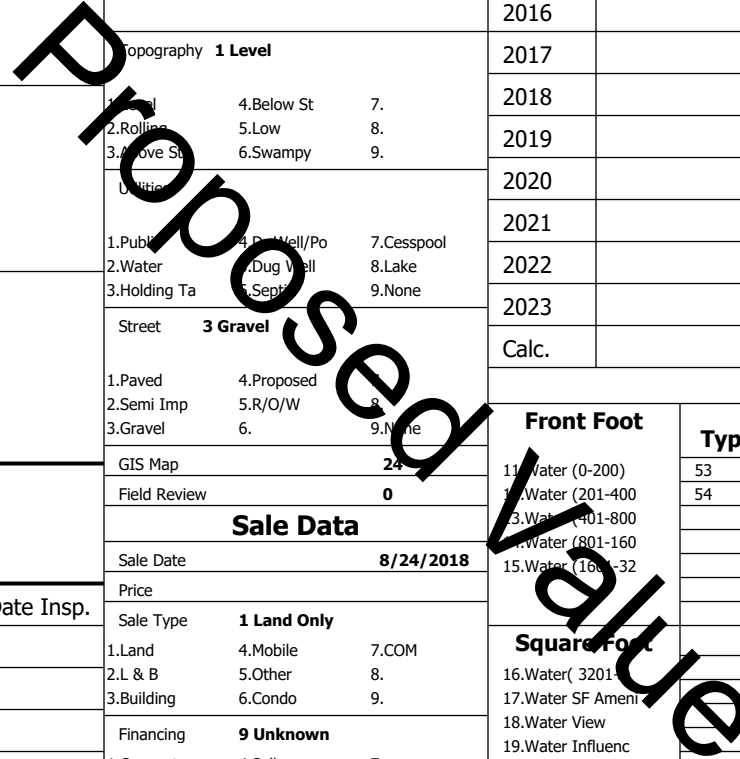 Topography 1 Level
4.Below St 7.
2.Rolling 5.Low 8.
3.Above St 6.Swampy 9.
Utilities
1.Publi 4.Dr Well/Po 7.Cesspool
2.Water 5.Dug Well 8.Lake
3.Holding Ta 6.Septi 9.None
Street 3 Gravel
1.Paved 4.Proposed
2.Semi Imp 5.R/O/W 8.
3.Gravel 6. 9.None
GIS Map 24
Field Review 0
Sale Data
Sale Date 8/24/2018
Price
Sale Type 1 Land Only
1.Land 4.Mobile 7.COM
2.L & B 5.Other 8.
3.Building 6.Condo 9.
Financing 9 Unknown
ate Insp.
2016
2017
2018
2019
2020
2021
2022
2023
Calc.
Front Foot Typ
11.Water (0-200) 53
12.Water (201-400 54
13.Water (401-800
14.Water (801-160
15.Water (1601-32
Square Foot
16.Water( 3201-
17.Water SF Ameni
18.Water View
19.Water Influenc
Proposed Value